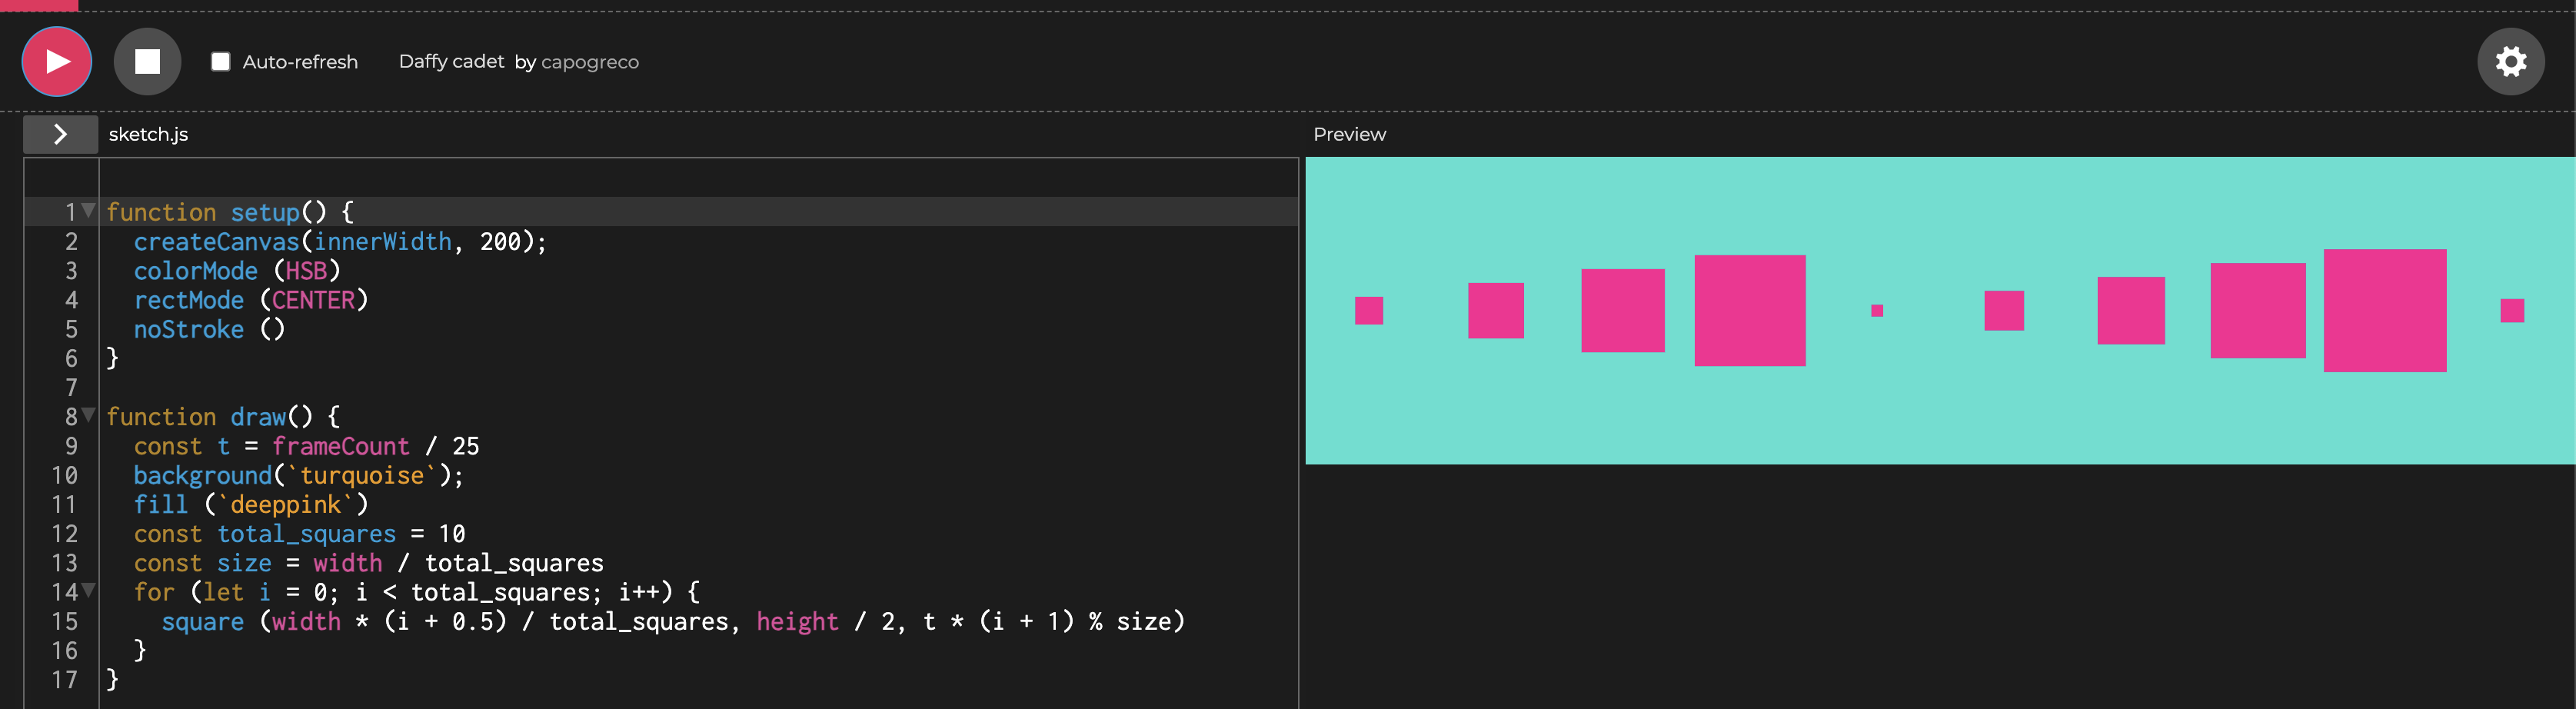 Auto-refresh Daffy cadet by capogreco
sketch.js
Preview
1 function setup() {
2 createCanvas(innerWidth, 200);
3 colorMode (HSB)
4 rectMode (CENTER)
5 noStroke ()
6 }
7
8 function draw() {
9 const t = frameCount / 25
10 background(`turquoise`);
11 fill (`deeppink`)
12 const total_squares = 10
13 const size = width / total_squares
14 for (let i = 0; i < total_squares; i++) {
15 square (width * (i + 0.5) / total_squares, height / 2, t * (i + 1) % size)
16 }
17 }